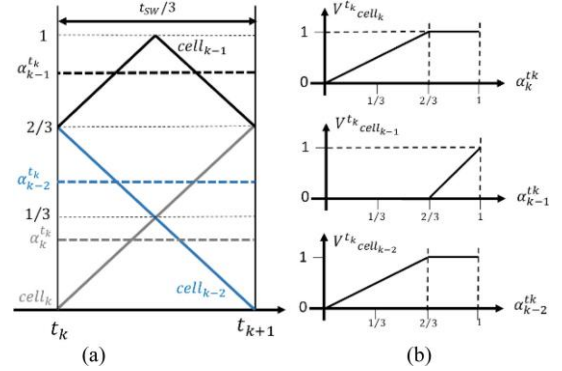 t_SW/3
1
cell_{k−1}
α_{k−1}^{t_k}
2/3
α_{k−2}^{t_k}
1/3
α_k^{t_k}
cell_k
cell_{k−2}
t_k
t_{k+1}
(a)
V^{t_k}_{cell_k}
1
0
1/3
2/3
1
α_k^{tk}
V^{t_k}_{cell_{k−1}}
1
0
1/3
2/3
1
α_{k−1}^{tk}
V^{t_k}_{cell_{k−2}}
1
0
1/3
2/3
1
α_{k−2}^{tk}
(b)